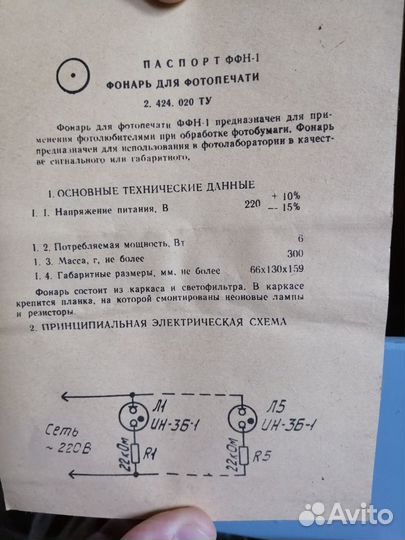 ПАСПОРТ ФФН-1
ФОНАРЬ ДЛЯ ФОТОПЕЧАТИ
2. 424. 020 ТУ
Фонарь для фотопечати ФФН-1 предназначен для при-
менения фотолюбителями при обработке фотобумаги. Фонарь
предназначен для использования в фотолаборатории в качест-
ве сигнального или габаритного.
1. ОСНОВНЫЕ ТЕХНИЧЕСКИЕ ДАННЫЕ
1. 1. Напряжение питания, В 220 + 10% — 15%
1. 2. Потребляемая мощность, Вт 6
1. 3. Масса, г, не более 300
1. 4. Габаритные размеры, мм. не более 66х130х159
Фонарь состоит из каркаса и светофильтра. В каркасе
крепится планка, на которой смонтированы неоновые лампы
и резисторы.
2. ПРИНЦИПИАЛЬНАЯ ЭЛЕКТРИЧЕСКАЯ СХЕМА
Л1 Л5
ИН-3Б-1 ИН-3Б-1
Сеть
~220В
22кОм R1 22кОм R5
Avito